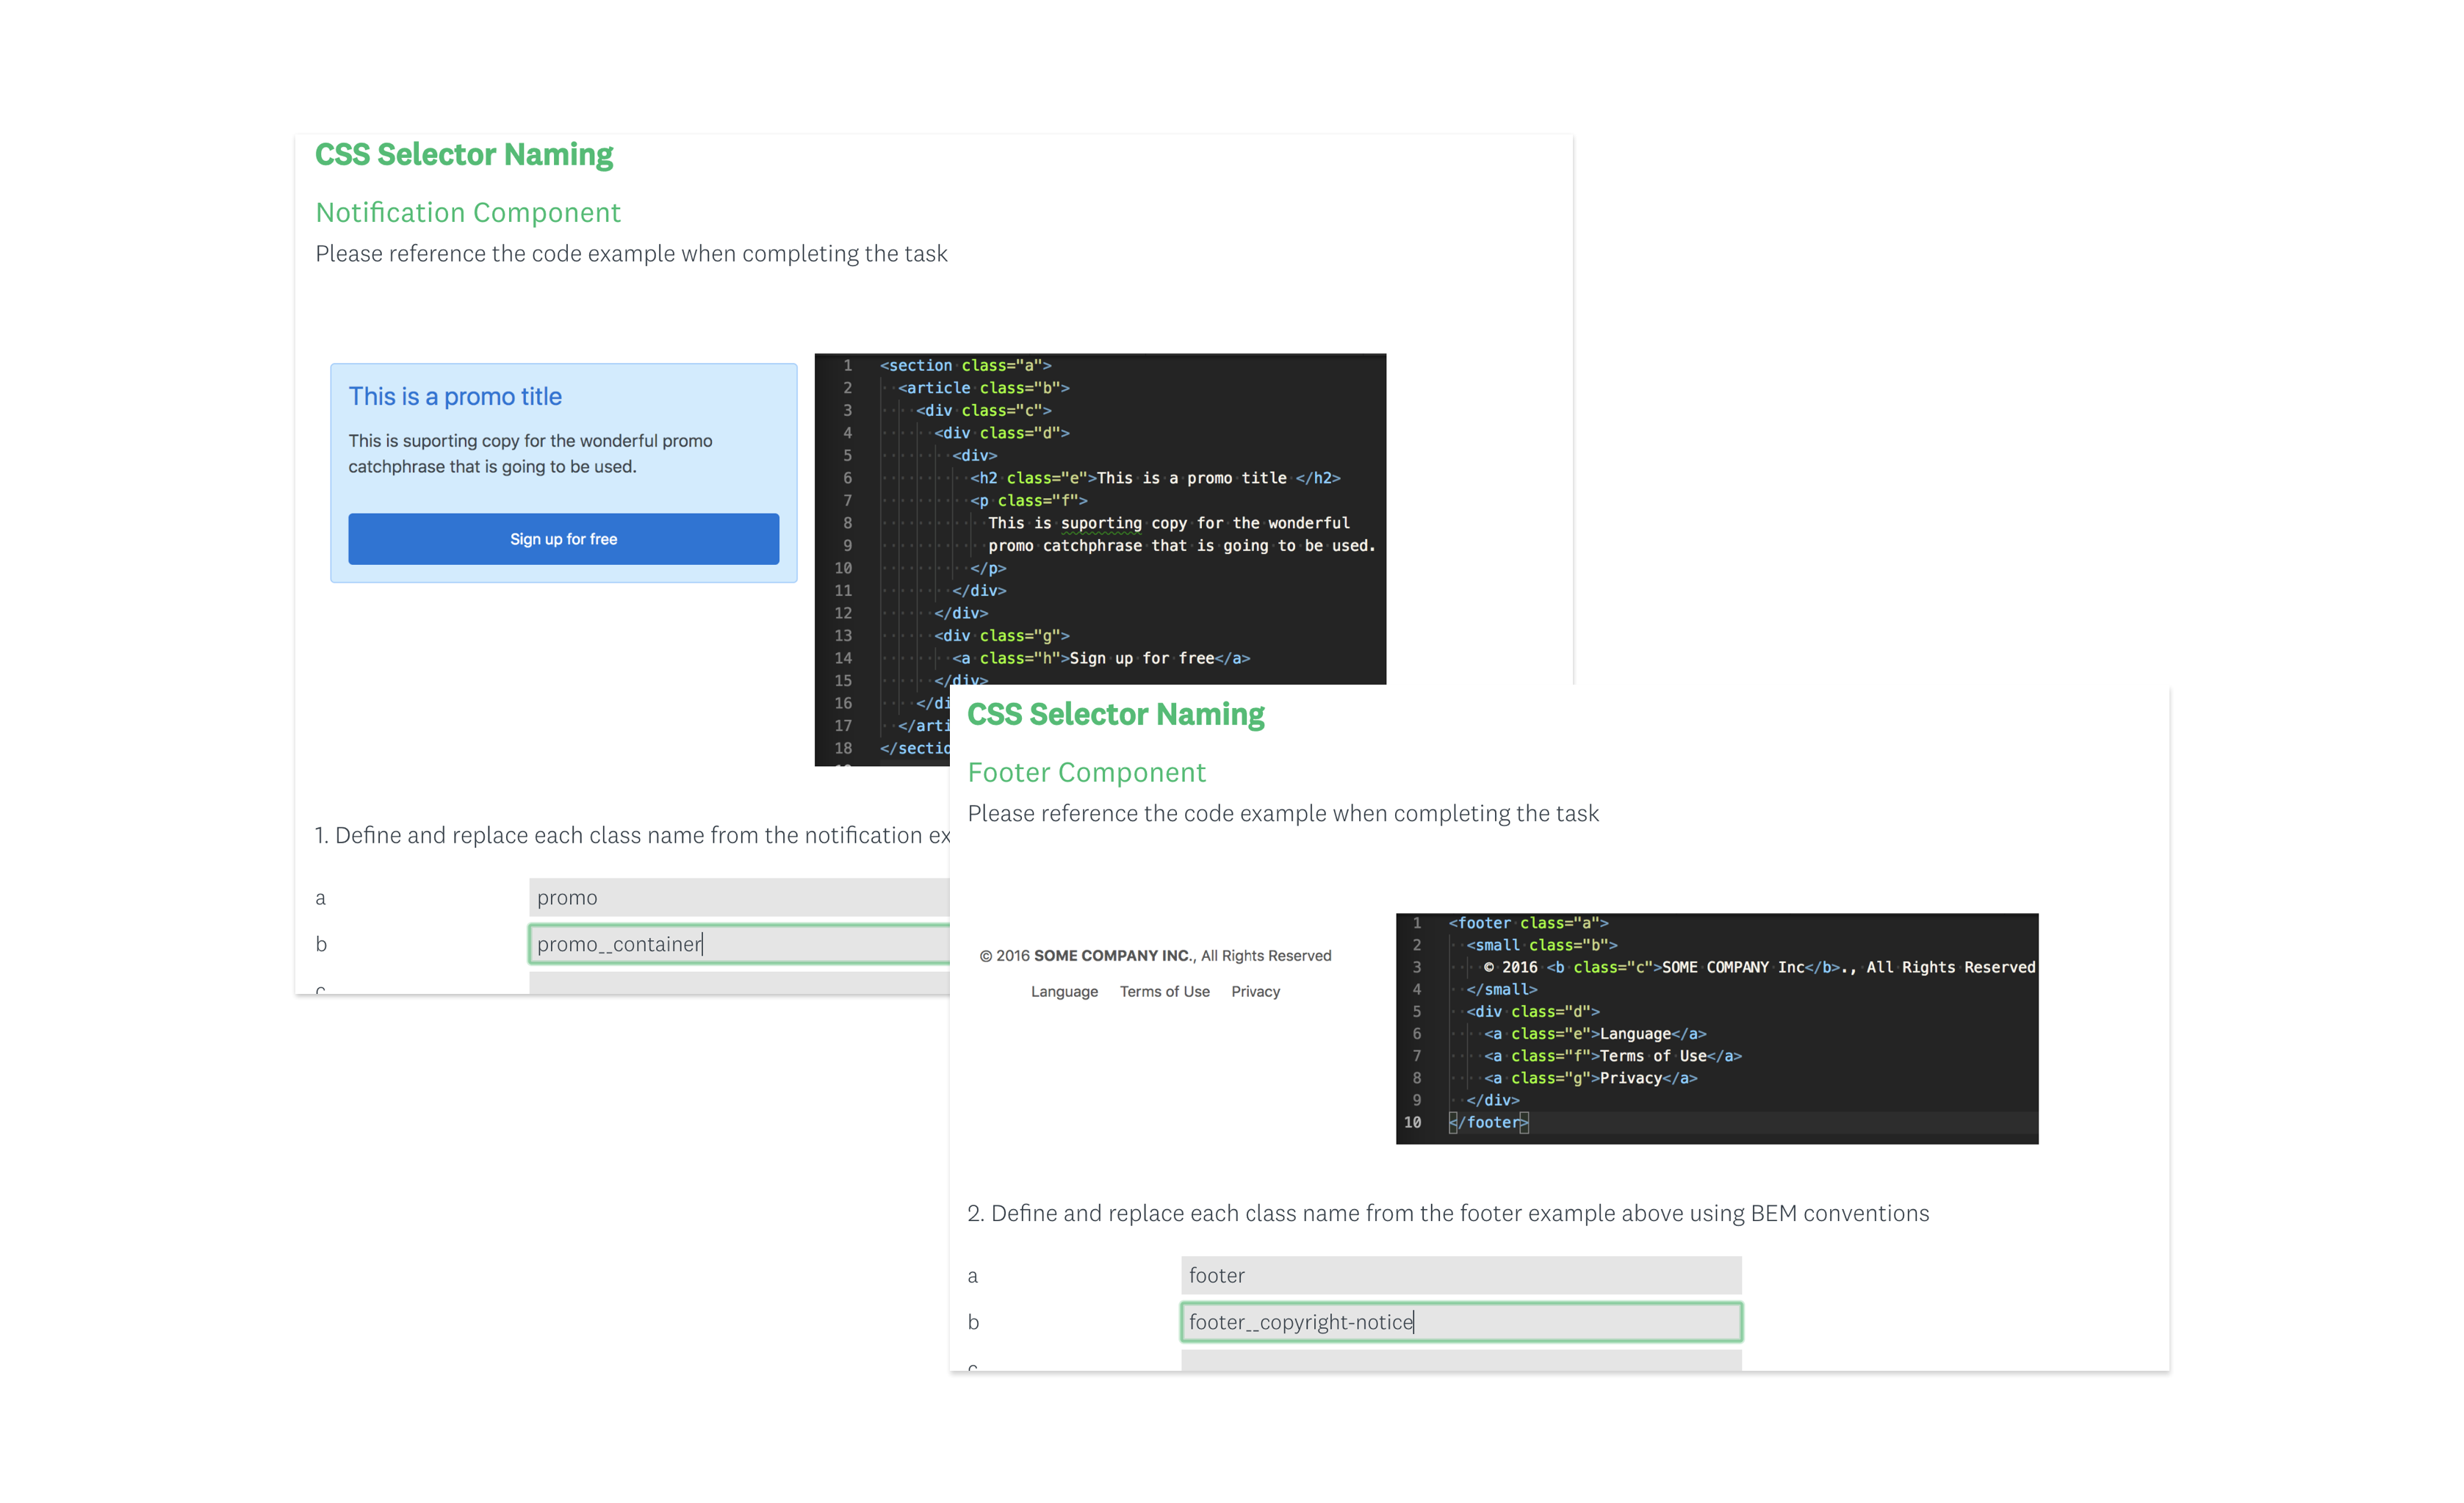 CSS Selector Naming
Notification Component
Please reference the code example when completing the task
This is a promo title
This is suporting copy for the wonderful promo
catchphrase that is going to be used.
Sign up for free
1 <section class="a">
2 <article class="b">
3 <div class="c">
4 <div class="d">
5 <div>
6 <h2 class="e">This is a promo title </h2>
7 <p class="f">
8 This is suporting copy for the wonderful
9 promo catchphrase that is going to be used.
10 </p>
11 </div>
12 </div>
13 <div class="g">
14 <a class="h">Sign up for free</a>
15 </div>
16 </di
17 </arti
18 </sectio
1. Define and replace each class name from the notification ex
a promo
b promo__container
c
CSS Selector Naming
Footer Component
Please reference the code example when completing the task
© 2016 SOME COMPANY INC., All Rights Reserved
Language Terms of Use Privacy
1 <footer class="a">
2 <small class="b">
3 © 2016 <b class="c">SOME COMPANY Inc</b>., All Rights Reserved
4 </small>
5 <div class="d">
6 <a class="e">Language</a>
7 <a class="f">Terms of Use</a>
8 <a class="g">Privacy</a>
9 </div>
10 </footer>
2. Define and replace each class name from the footer example above using BEM conventions
a footer
b footer__copyright-notice
c